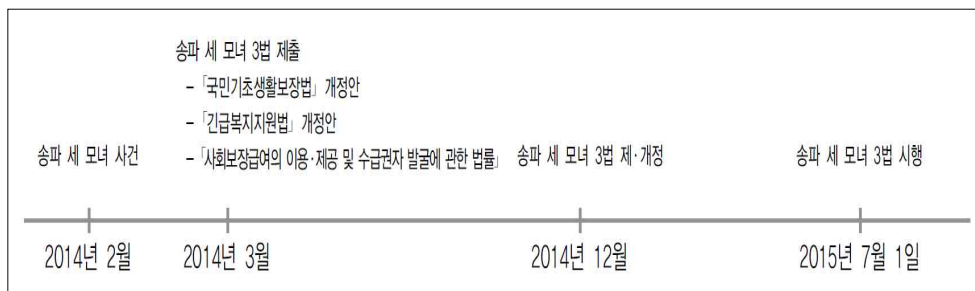 송파 세 모녀 3법 제출
-「국민기초생활보장법」 개정안
-「긴급복지지원법」 개정안
송파 세 모녀 사건
-「사회보장급여의 이용·제공 및 수급권자 발굴에 관한 법률」
송파 세 모녀 3법 제·개정
송파 세 모녀 3법 시행
2014년 2월
2014년 3월
2014년 12월
2015년 7월 1일